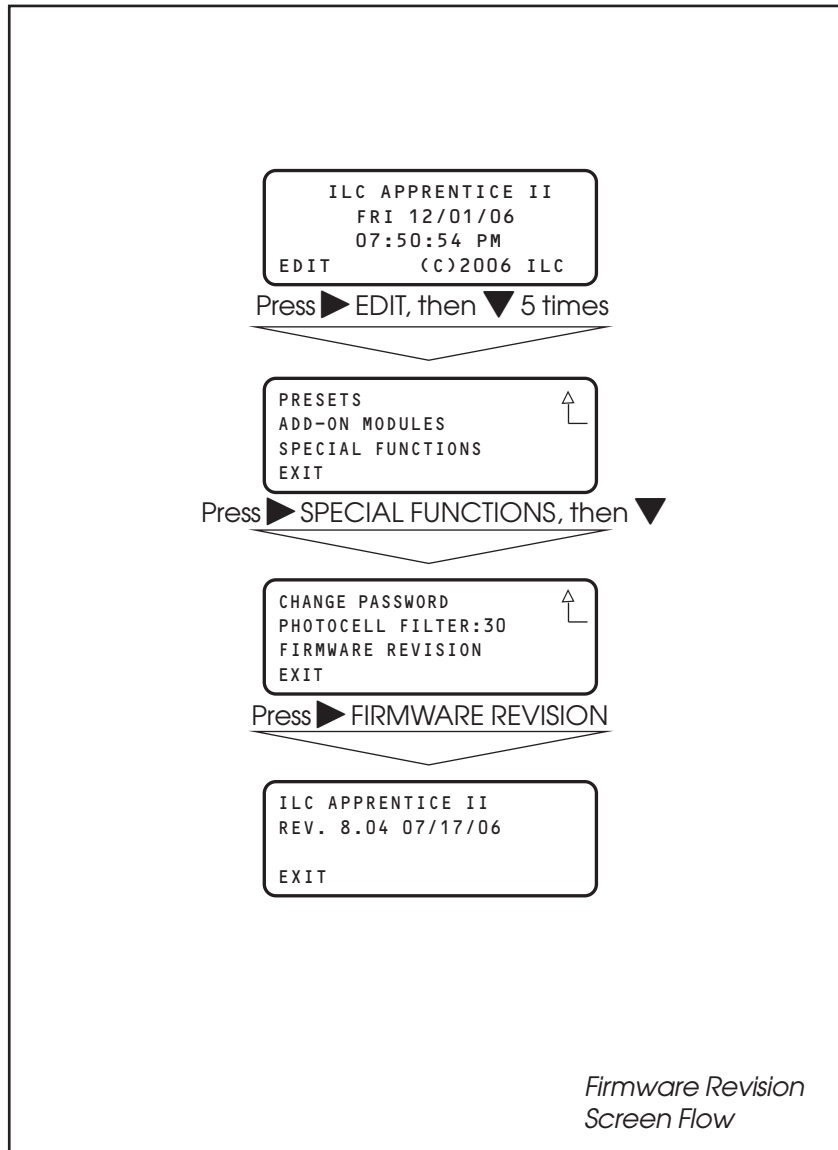 ILC APPRENTICE II
FRI 12/01/06
07:50:54 PM
EDIT (C)2006 ILC
Press ▶ EDIT, then ▼ 5 times
PRESETS
ADD-ON MODULES
SPECIAL FUNCTIONS
EXIT
Press ▶ SPECIAL FUNCTIONS, then ▼
CHANGE PASSWORD
PHOTOCELL FILTER:30
FIRMWARE REVISION
EXIT
Press ▶ FIRMWARE REVISION
ILC APPRENTICE II
REV. 8.04 07/17/06
EXIT
Firmware Revision
Screen Flow